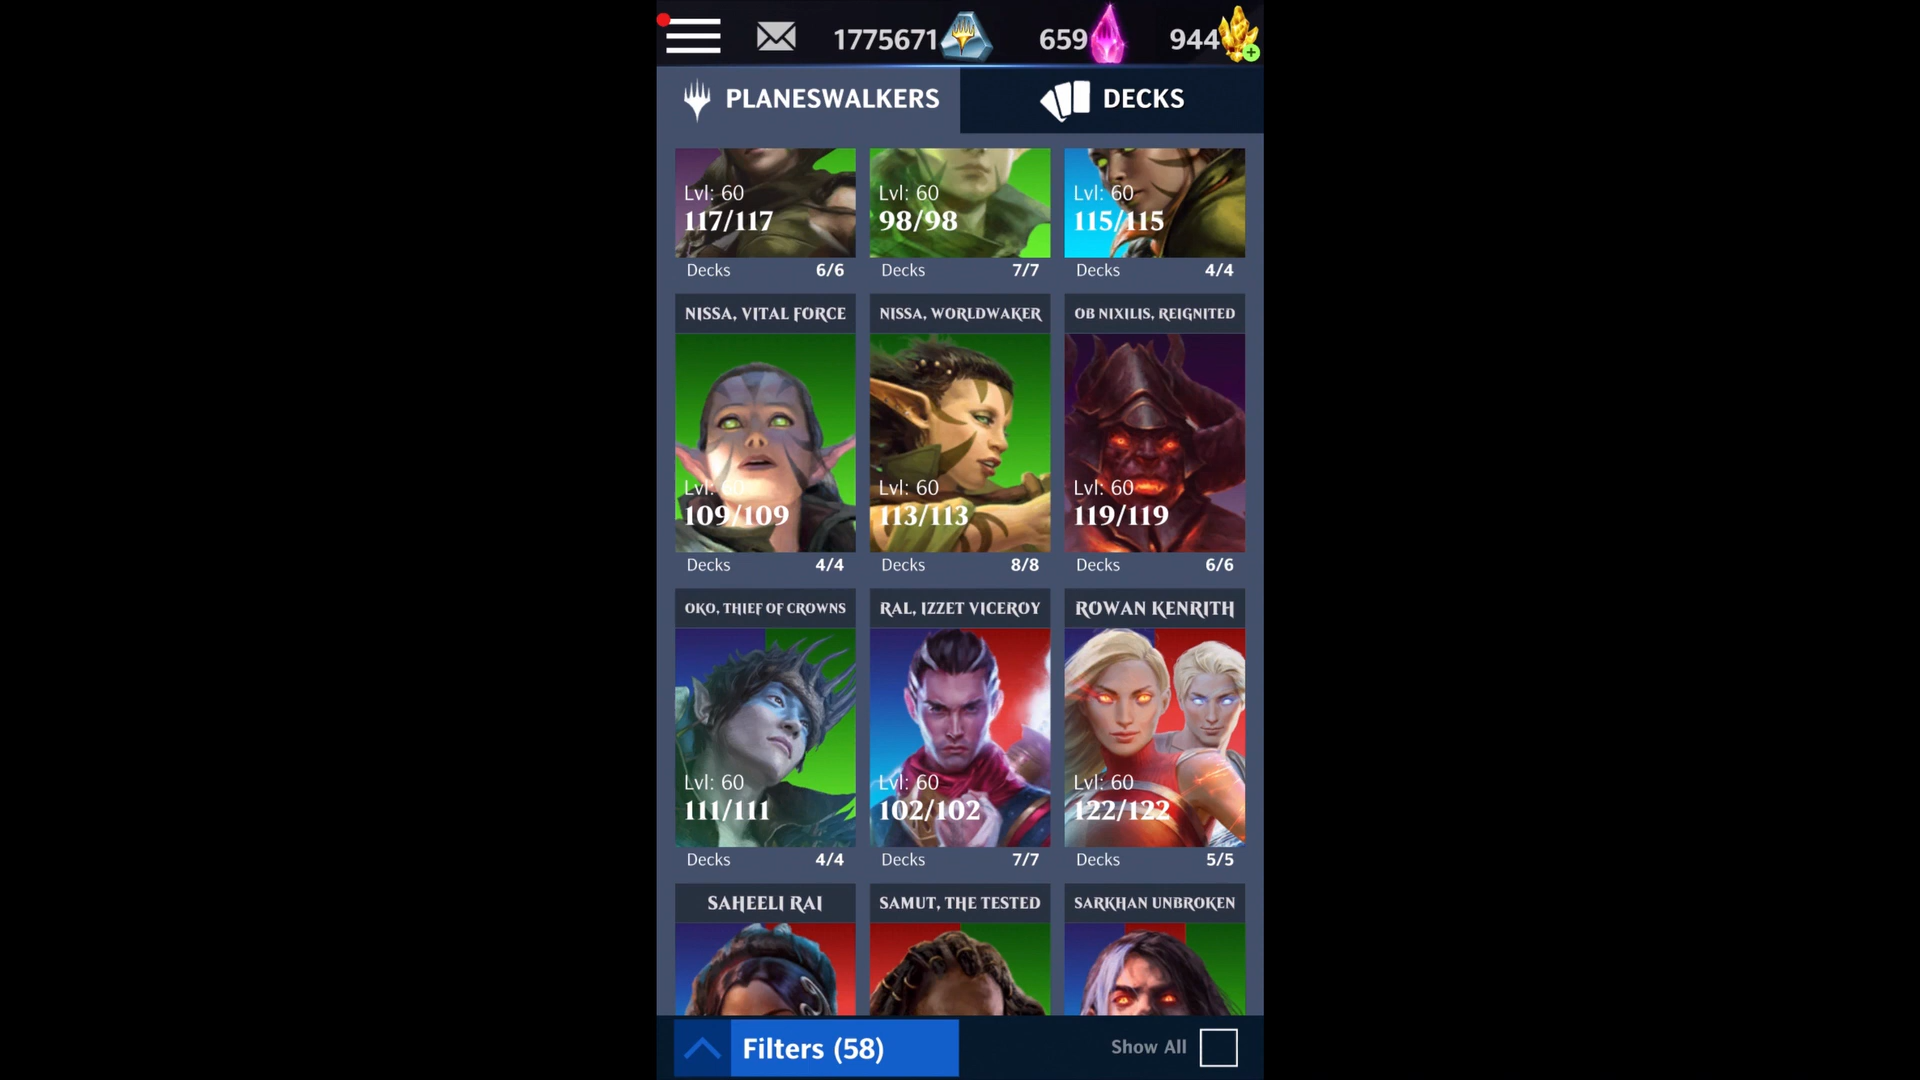 1775671 659 944
PLANESWALKERS DECKS
Lvl: 60 Lvl: 60 Lvl: 60
117/117 98/98 115/115
Decks 6/6 Decks 7/7 Decks 4/4
NISSA, VITAL FORCE NISSA, WORLDWAKER OB NIXILIS, REIGNITED
Lvl: 60 Lvl: 60 Lvl: 60
109/109 113/113 119/119
Decks 4/4 Decks 8/8 Decks 6/6
OKO, THIEF OF CROWNS RAL, IZZET VICEROY ROWAN KENRITH
Lvl: 60 Lvl: 60 Lvl: 60
111/111 102/102 122/122
Decks 4/4 Decks 7/7 Decks 5/5
SAHEELI RAI SAMUT, THE TESTED SARKHAN UNBROKEN
Filters (58) Show All